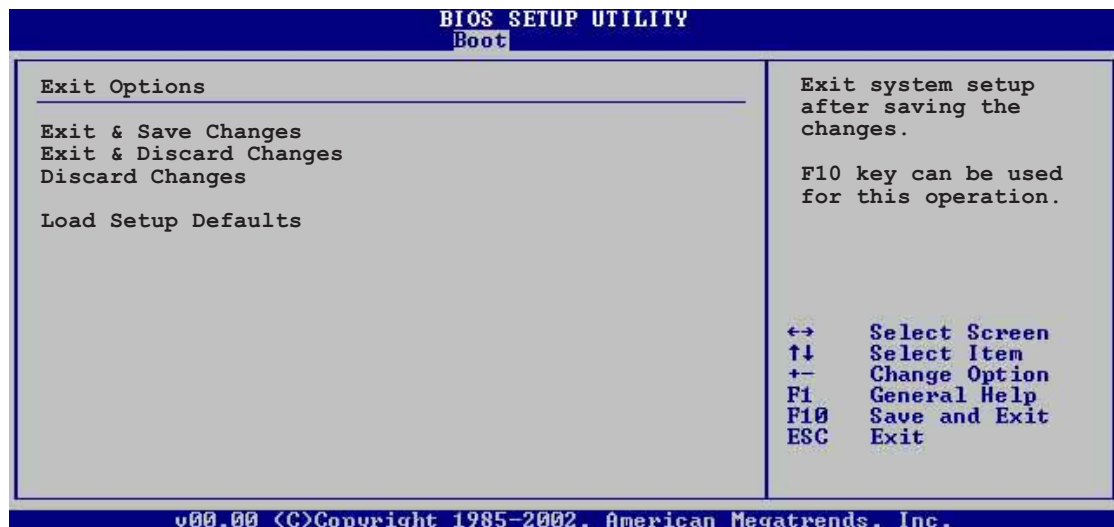 BIOS SETUP UTILITY
Boot
Exit Options
Exit & Save Changes
Exit & Discard Changes
Discard Changes
Load Setup Defaults
Exit system setup
after saving the
changes.
F10 key can be used
for this operation.
←→ Select Screen
↑↓ Select Item
+- Change Option
F1 General Help
F10 Save and Exit
ESC Exit
v00.00 (C)Copyright 1985-2002, American Megatrends, Inc.